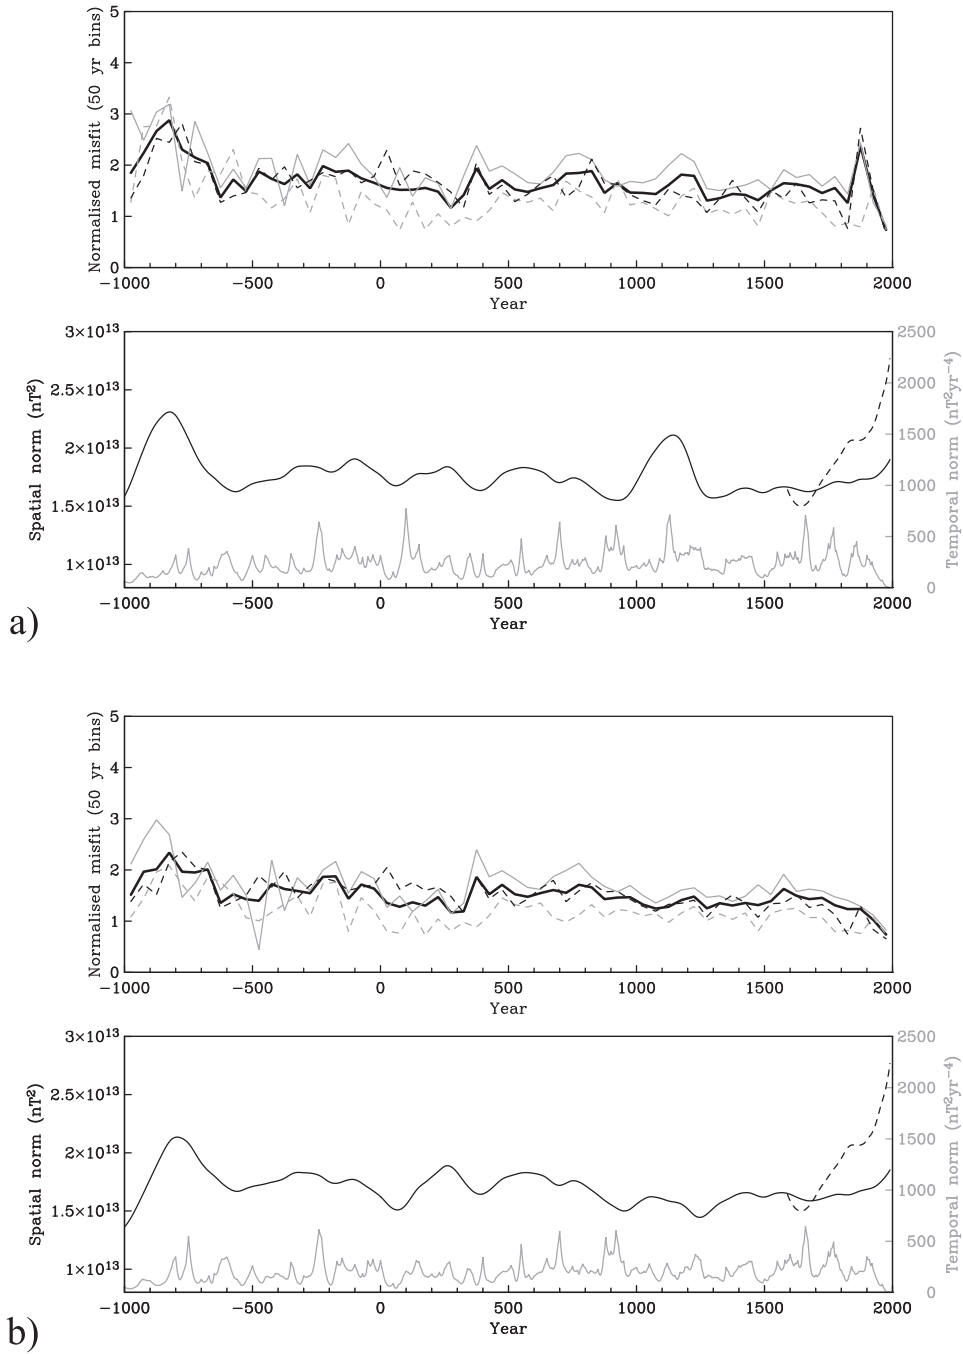 Normalised misfit (50 yr bins)
5
4
3
2
1
0
−1000 −500 0 500 1000 1500 2000
Year
Spatial norm (nT²)
3×10¹³
2.5×10¹³
2×10¹³
1.5×10¹³
1×10¹³
2500
2000
1500
1000
500
0
Temporal norm (nT²yr⁻⁴)
−1000 −500 0 500 1000 1500 2000
Year
a)
Normalised misfit (50 yr bins)
5
4
3
2
1
0
−1000 −500 0 500 1000 1500 2000
Year
Spatial norm (nT²)
3×10¹³
2.5×10¹³
2×10¹³
1.5×10¹³
1×10¹³
2500
2000
1500
1000
500
0
Temporal norm (nT²yr⁻⁴)
−1000 −500 0 500 1000 1500 2000
Year
b)